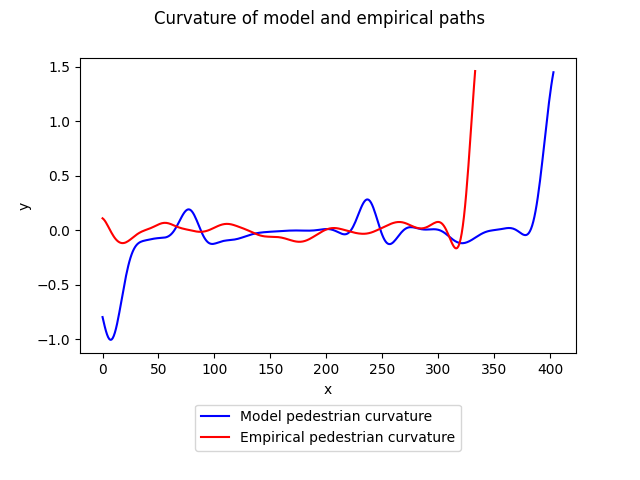 Curvature of model and empirical paths
1.5
1.0
0.5
0.0
−0.5
−1.0
y
0 50 100 150 200 250 300 350 400
x
Model pedestrian curvature
Empirical pedestrian curvature